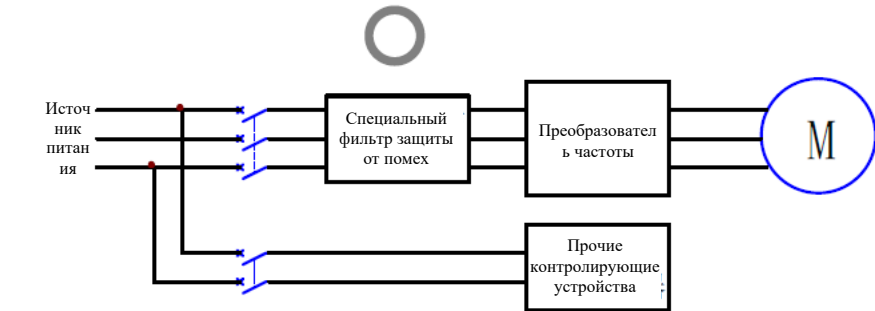 Источ
ник
питан
ия
Специальный
фильтр защиты
от помех
Преобразовател
ь частоты
M
Прочие
контролирующие
устройства